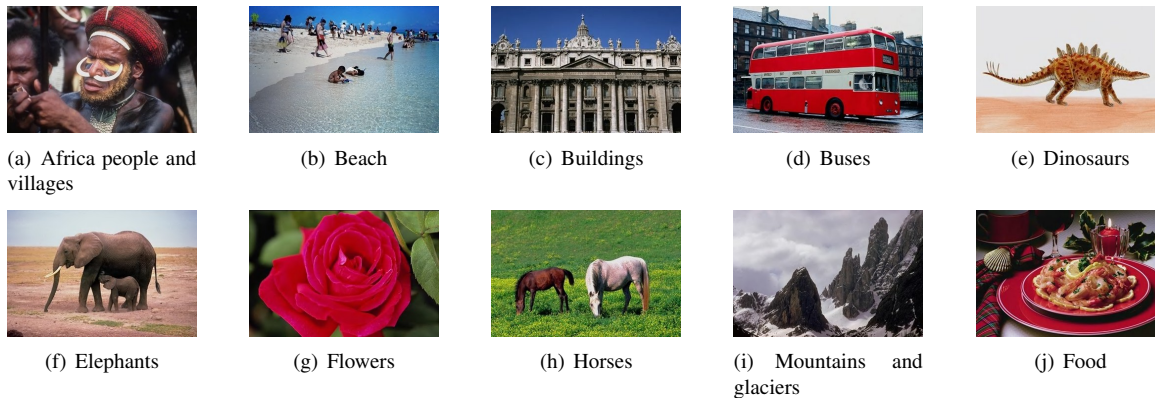 (a) Africa people and
villages
(b) Beach
(c) Buildings
(d) Buses
(e) Dinosaurs
(f) Elephants
(g) Flowers
(h) Horses
(i) Mountains and
glaciers
(j) Food